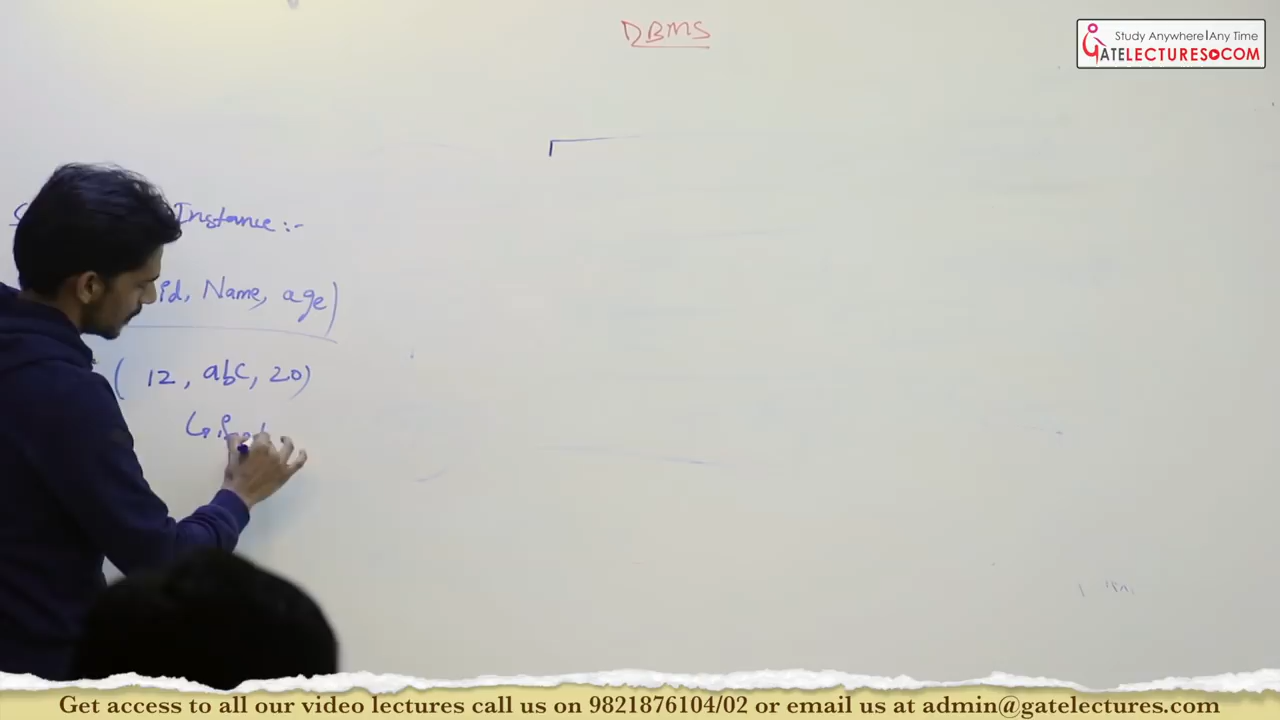 DBMS
Study Anywhere|Any Time
GATELECTURES.COM
Instance :-
id, Name, age)
( 12, abc, 20)
Get access to all our video lectures call us on 9821876104/02 or email us at admin@gatelectures.com